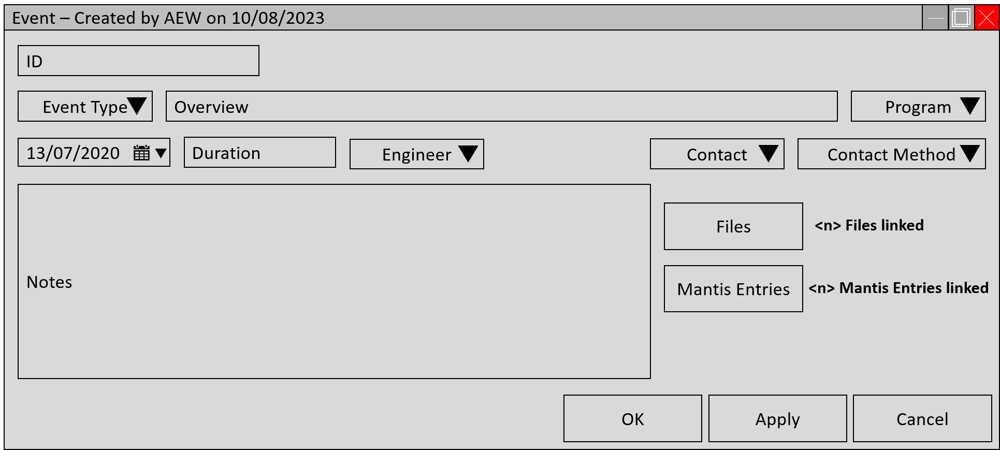 Event – Created by AEW on 10/08/2023
ID
Event Type
Overview
Program
13/07/2020
Duration
Engineer
Contact
Contact Method
Notes
Files
<n> Files linked
Mantis Entries
<n> Mantis Entries linked
OK
Apply
Cancel